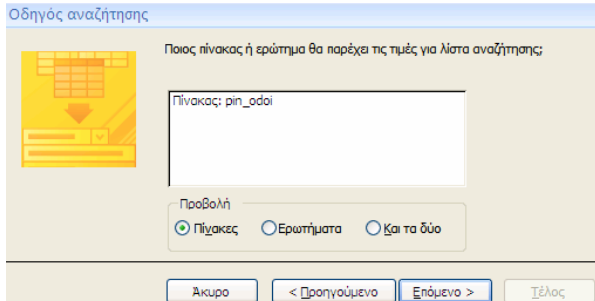 Οδηγός αναζήτησης
Ποιος πίνακας ή ερώτημα θα παρέχει τις τιμές για λίστα αναζήτησης;
Πίνακας: pin_odoi
Προβολή
Πίνακες Ερωτήματα Και τα δύο
Άκυρο < Προηγούμενο Επόμενο > Τέλος